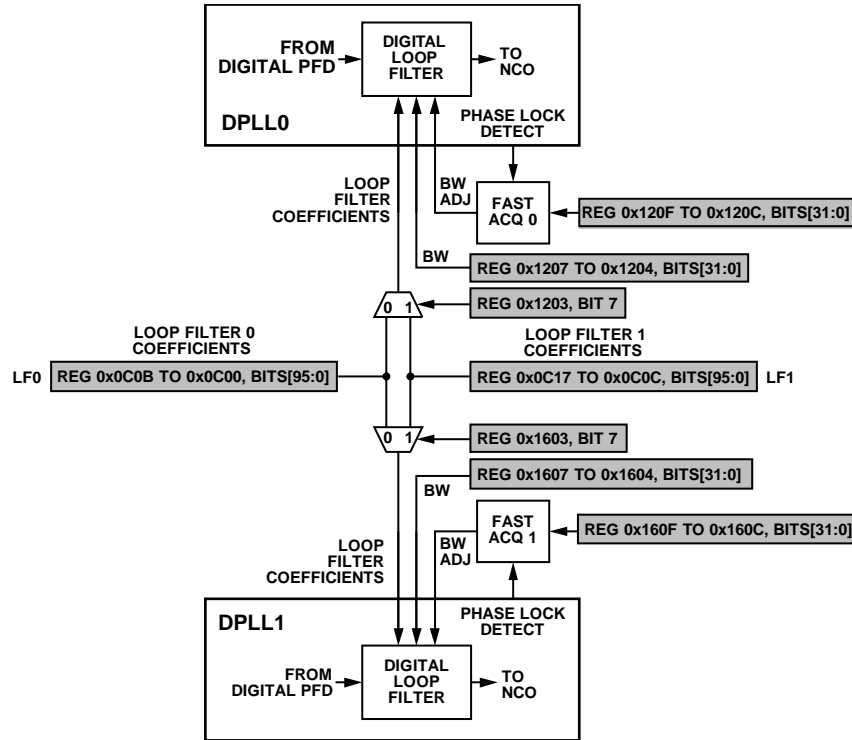 FROM
DIGITAL PFD
DIGITAL
LOOP
FILTER
TO
NCO
DPLL0
PHASE LOCK
DETECT
LOOP
FILTER
COEFFICIENTS
BW
ADJ
FAST
ACQ 0
REG 0x120F TO 0x120C, BITS[31:0]
BW
REG 0x1207 TO 0x1204, BITS[31:0]
0 1
REG 0x1203, BIT 7
LOOP FILTER 0
COEFFICIENTS
LOOP FILTER 1
COEFFICIENTS
LF0
REG 0x0C0B TO 0x0C00, BITS[95:0]
REG 0x0C17 TO 0x0C0C, BITS[95:0]
LF1
0 1
REG 0x1603, BIT 7
REG 0x1607 TO 0x1604, BITS[31:0]
BW
FAST
ACQ 1
REG 0x160F TO 0x160C, BITS[31:0]
BW
ADJ
LOOP
FILTER
COEFFICIENTS
DPLL1
PHASE LOCK
DETECT
FROM
DIGITAL PFD
DIGITAL
LOOP
FILTER
TO
NCO